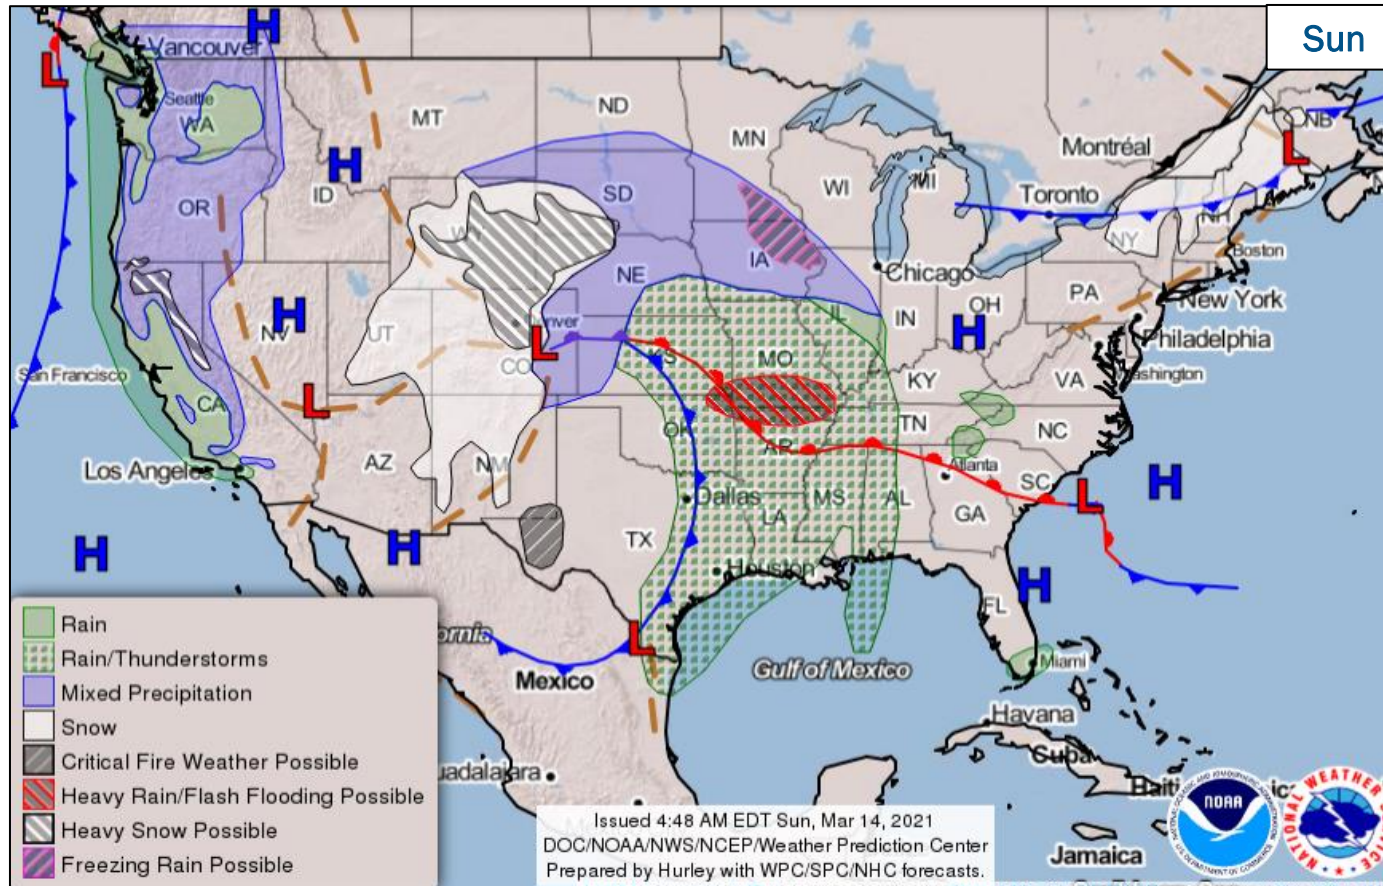 Sun
H
Vancouver
L
Seattle
WA
MT
ND
MN
Montréal
NB
L
H
ID
OR
SD
WI
MI
Toronto
NH
WY
NY
Boston
NE
IA
Chicago
PA
New York
H
NV
UT
IL
IN
OH
H
Philadelphia
L
CO
KS
MO
KY
VA
Washington
San Francisco
CA
L
OK
AR
TN
NC
Los Angeles
AZ
NM
Atlanta
SC
H
L
Dallas
MS
AL
GA
LA
TX
H
H
Houston
H
FL
L
Miami
ornia
Mexico
Gulf of Mexico
Havana
Cuba
uadalajara
Haiti
Jamaica
Rain
Rain/Thunderstorms
Mixed Precipitation
Snow
Critical Fire Weather Possible
Heavy Rain/Flash Flooding Possible
Heavy Snow Possible
Freezing Rain Possible
Issued 4:48 AM EDT Sun, Mar 14, 2021
DOC/NOAA/NWS/NCEP/Weather Prediction Center
Prepared by Hurley with WPC/SPC/NHC forecasts.
NOAA